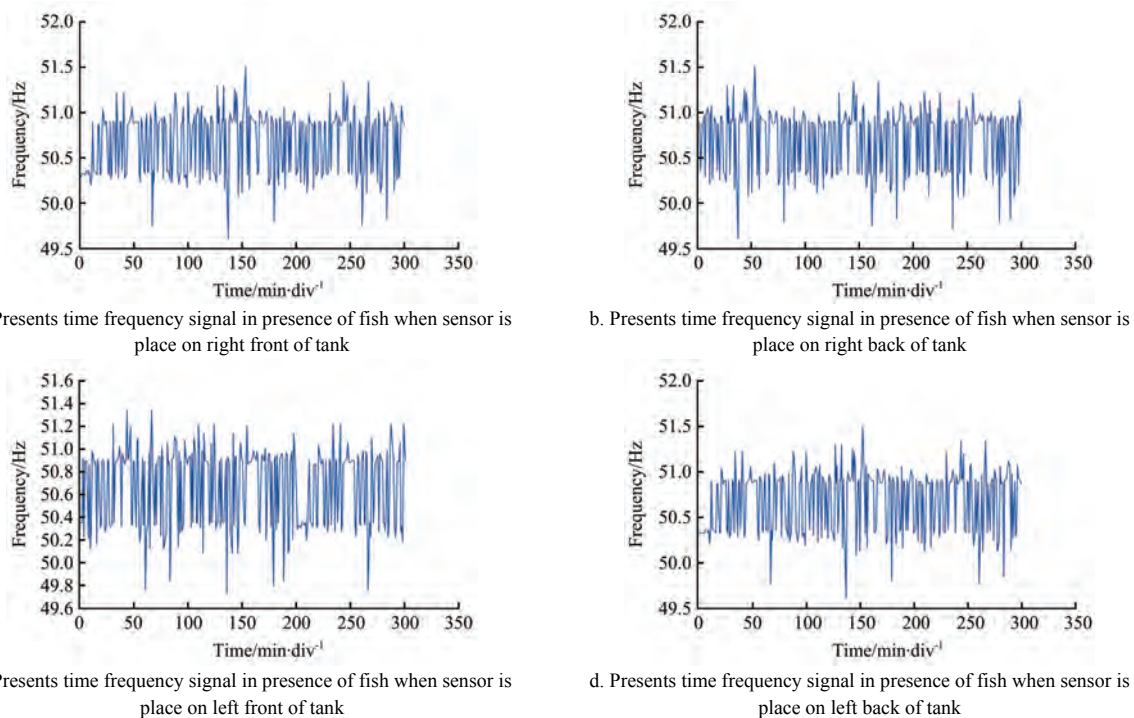 52.0
51.5
51.0
50.5
50.0
49.5
0 50 100 150 200 250 300 350
Frequency/Hz
Time/min·div⁻¹
Presents time frequency signal in presence of fish when sensor is
place on right front of tank
52.0
51.5
51.0
50.5
50.0
49.5
0 50 100 150 200 250 300 350
Frequency/Hz
Time/min·div⁻¹
b. Presents time frequency signal in presence of fish when sensor is
place on right back of tank
51.6
51.4
51.2
51.0
50.8
50.6
50.4
50.2
50.0
49.8
49.6
0 50 100 150 200 250 300 350
Frequency/Hz
Time/min·div⁻¹
Presents time frequency signal in presence of fish when sensor is
place on left front of tank
52.0
51.5
51.0
50.5
50.0
49.5
0 50 100 150 200 250 300 350
Frequency/Hz
Time/min·div⁻¹
d. Presents time frequency signal in presence of fish when sensor is
place on left back of tank